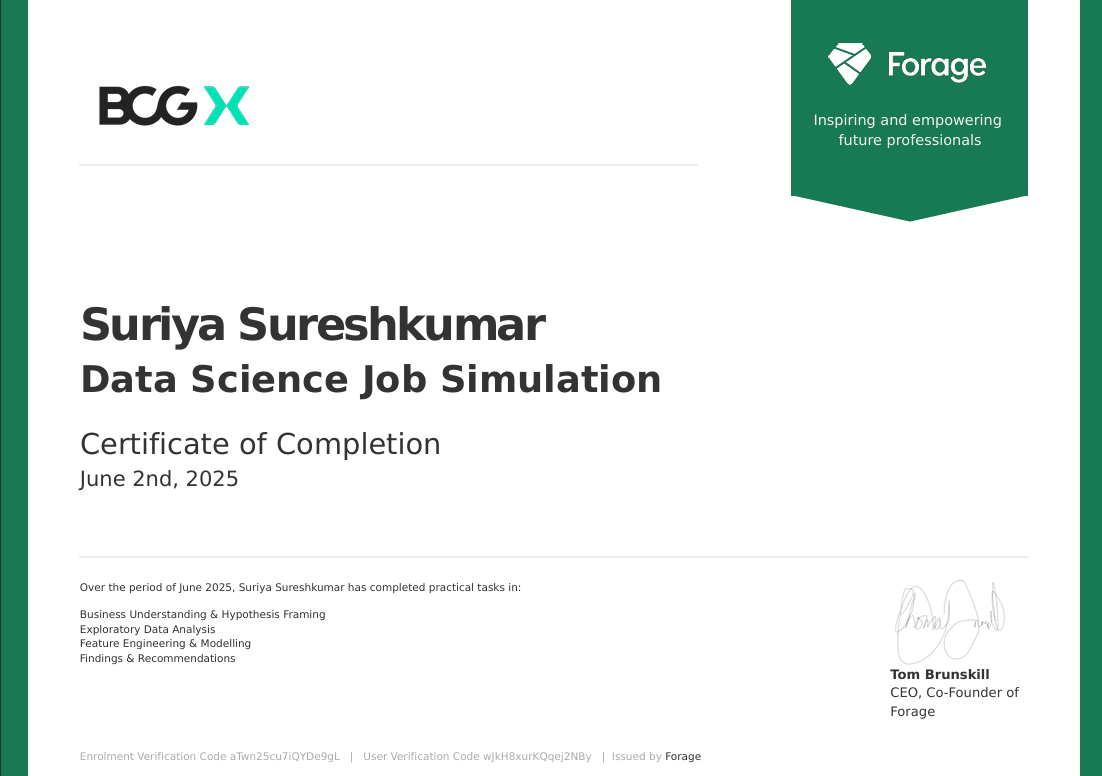 BCG X
Forage
Inspiring and empowering
future professionals
Suriya Sureshkumar
Data Science Job Simulation
Certificate of Completion
June 2nd, 2025
Over the period of June 2025, Suriya Sureshkumar has completed practical tasks in:
Business Understanding & Hypothesis Framing
Exploratory Data Analysis
Feature Engineering & Modelling
Findings & Recommendations
Tom Brunskill
CEO, Co-Founder of
Forage
Enrolment Verification Code aTwn25cu7iQYDe9gL | User Verification Code wJkH8xurKQqej2NBy | Issued by Forage